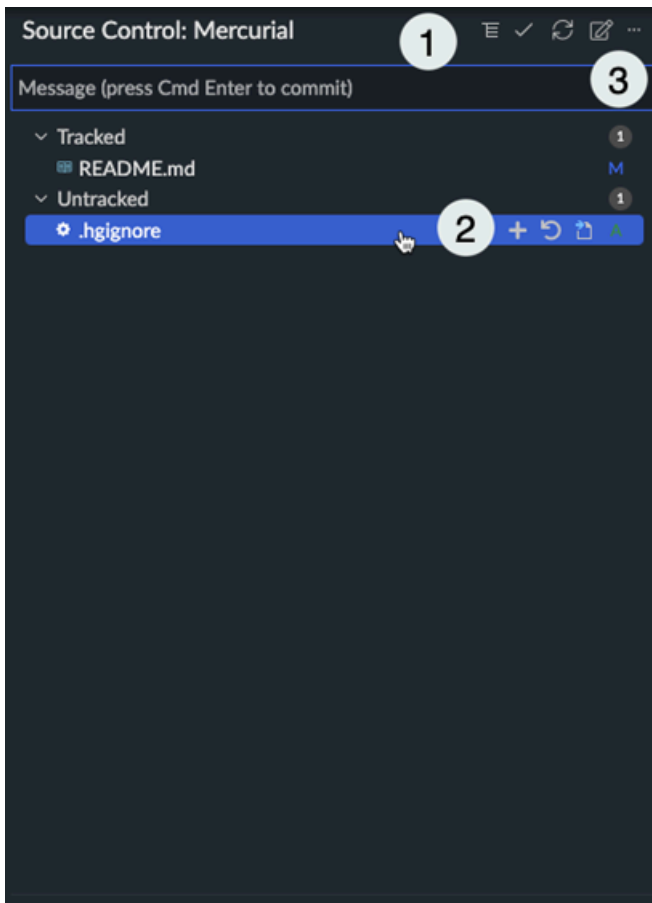 Source Control: Mercurial 1 ...
Message (press Cmd Enter to commit) 3
Tracked 1
README.md M
Untracked 1
.hgignore 2 A